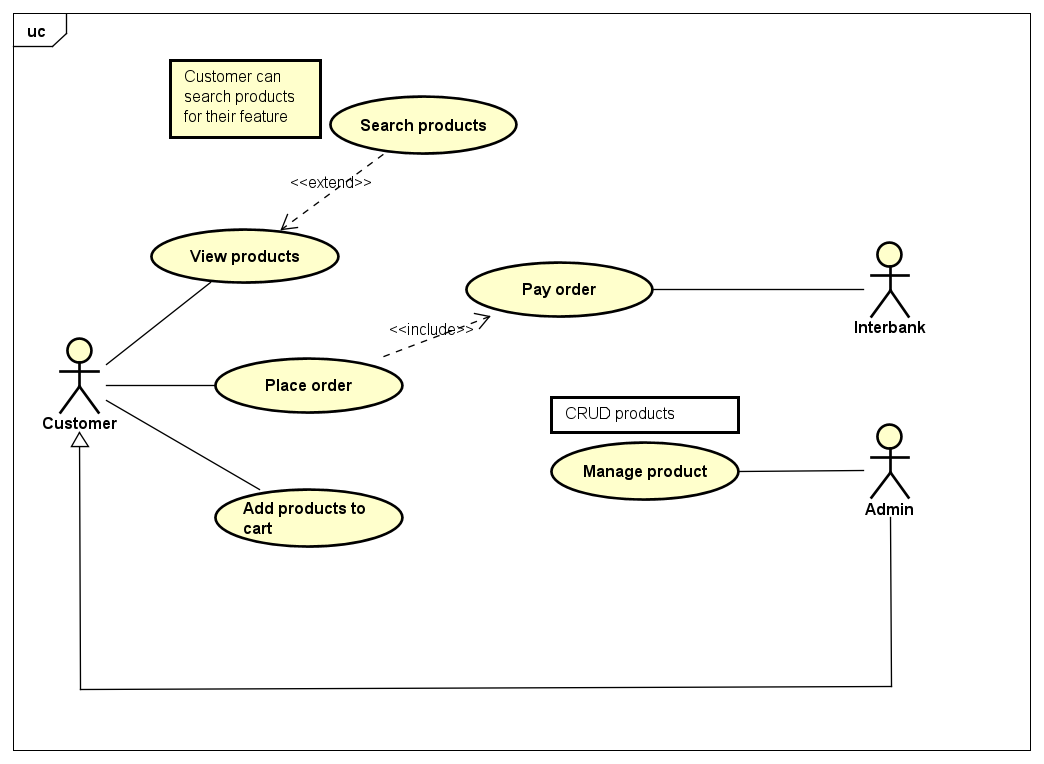 uc
Customer can
search products
for their feature
Search products
<<extend>>
View products
Pay order
Interbank
<<include>>
Place order
Customer
CRUD products
Manage product
Admin
Add products to
cart